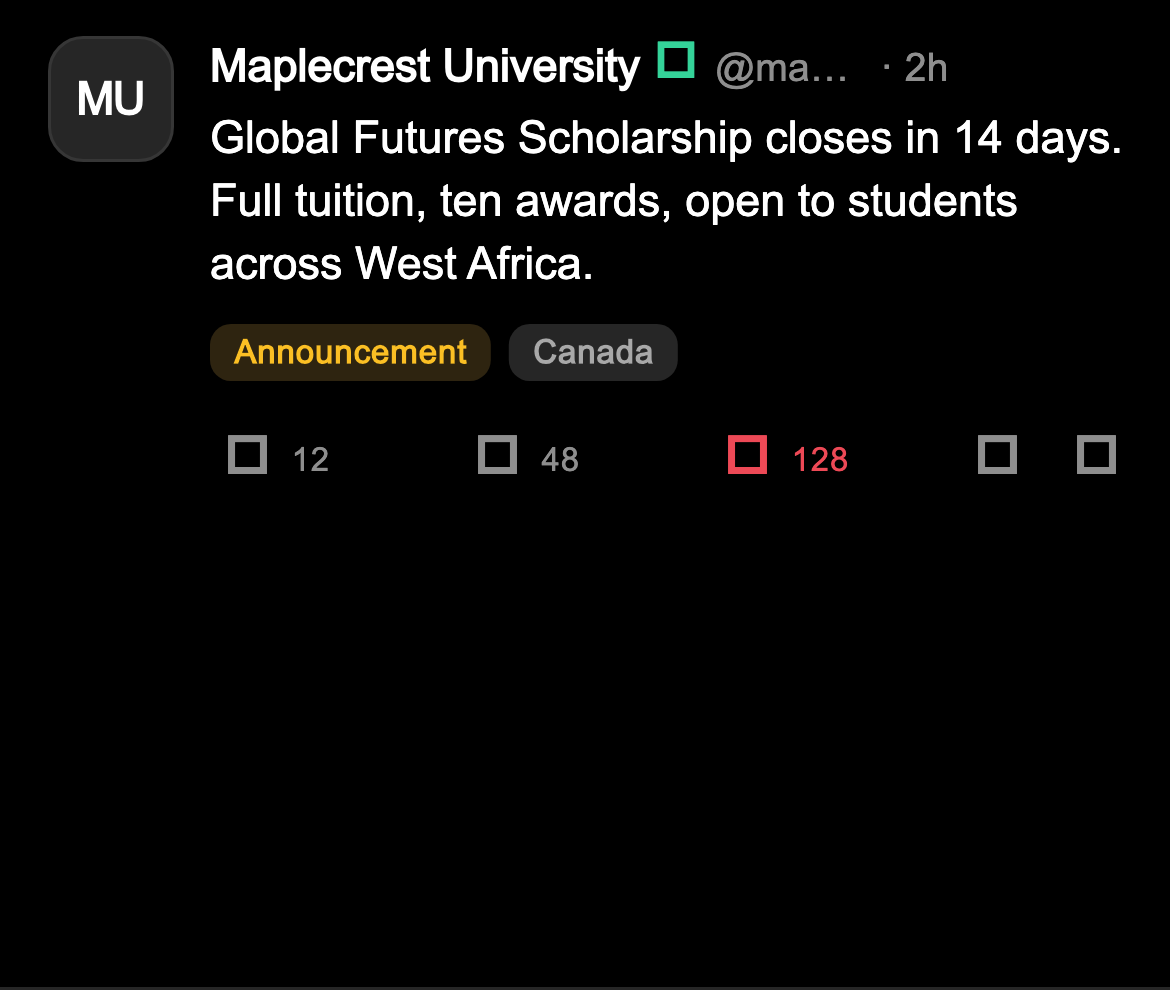 MU
Maplecrest University @ma… · 2h
Global Futures Scholarship closes in 14 days.
Full tuition, ten awards, open to students
across West Africa.
Announcement Canada
12 48 128